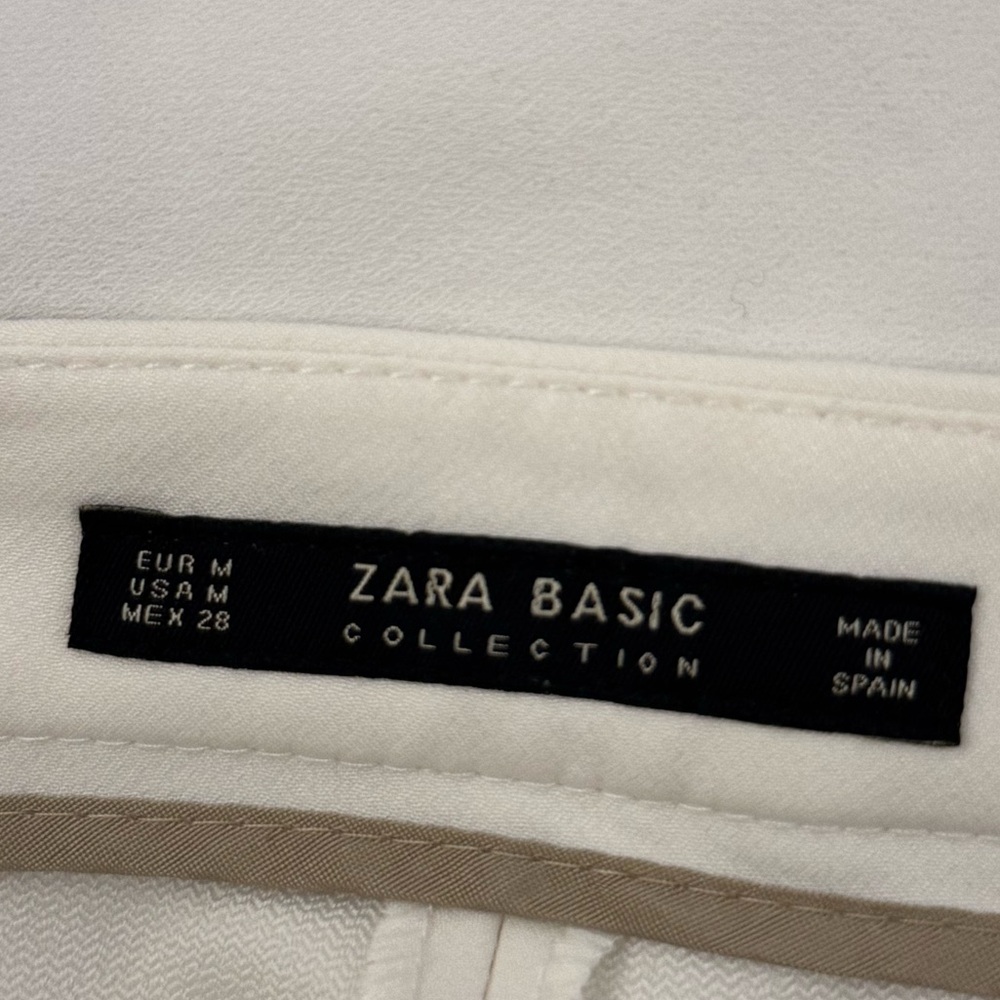 EUR M
USA M
MEX 28
ZARA BASIC
COLLECTION
MADE
IN
SPAIN